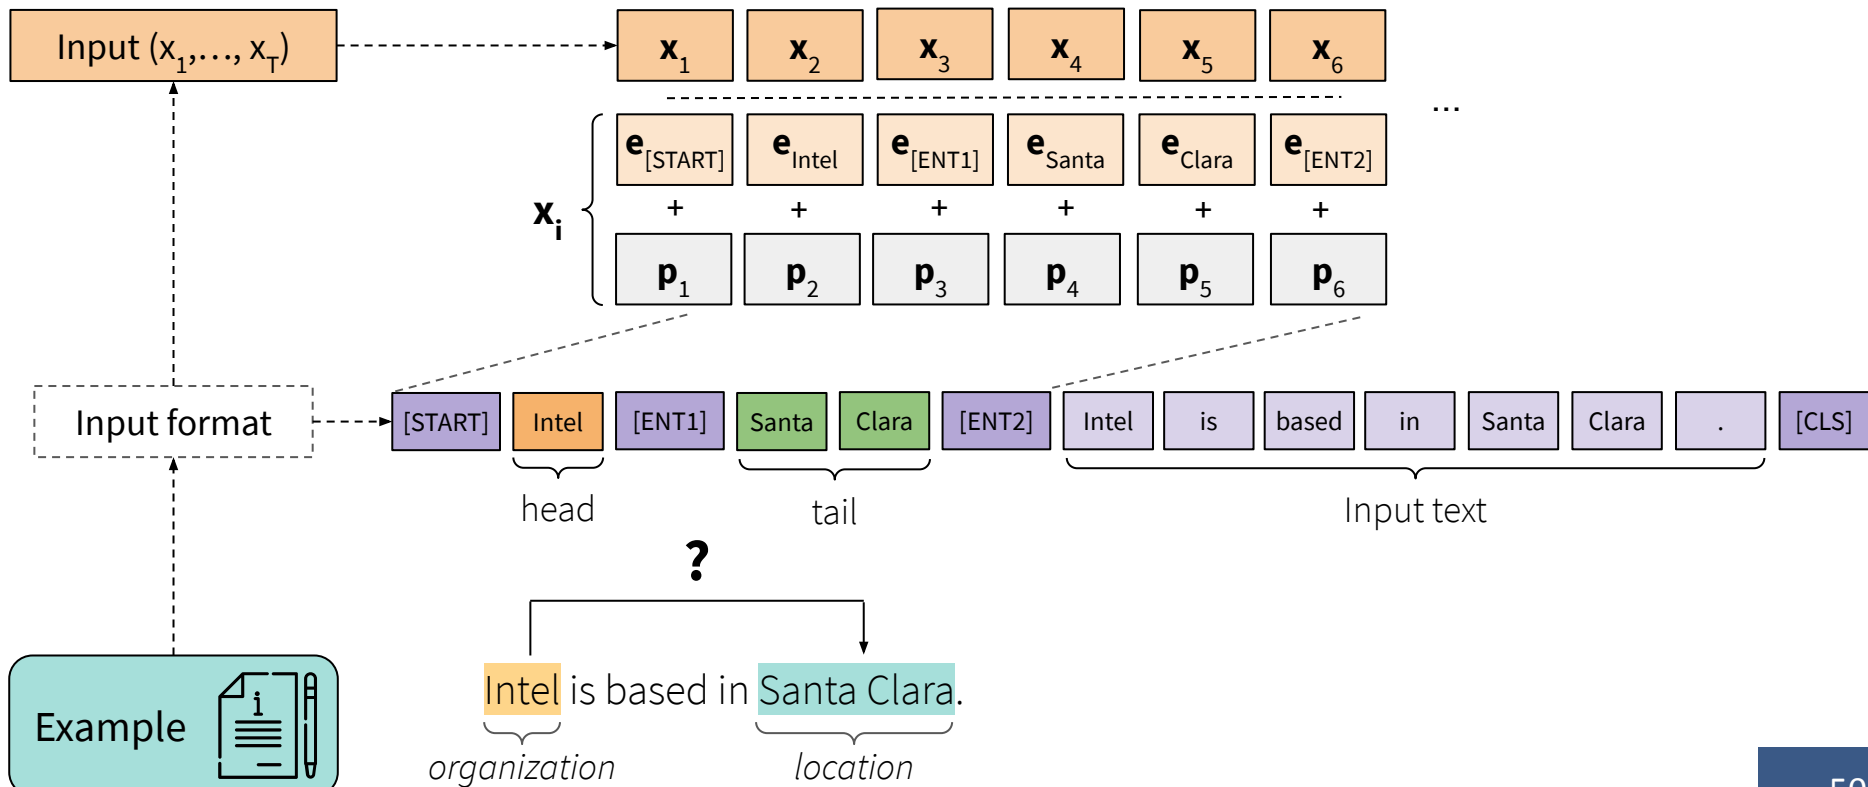 Input (x1,..., xT)
x1 x2 x3 x4 x5 x6
...
e[START] eIntel e[ENT1] eSanta eClara e[ENT2]
xi
+ + + + + +
p1 p2 p3 p4 p5 p6
Input format
[START] Intel [ENT1] Santa Clara [ENT2] Intel is based in Santa Clara . [CLS]
head tail Input text
?
Intel is based in Santa Clara.
Example i
organization location